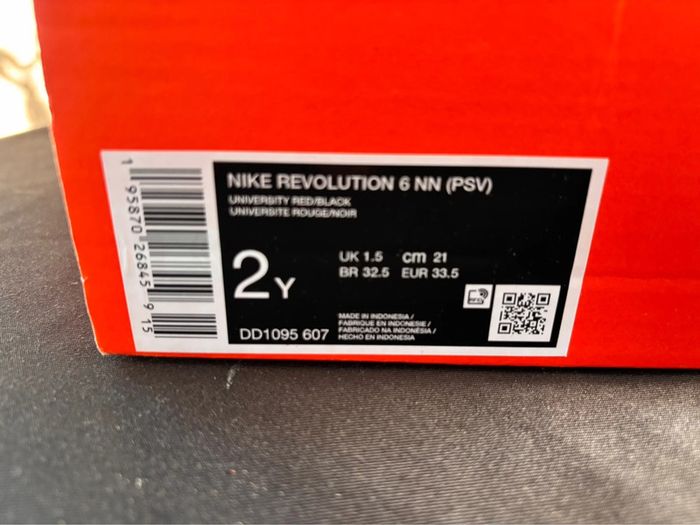 NIKE REVOLUTION 6 NN (PSV)
UNIVERSITY RED/BLACK
UNIVERSITE ROUGE/NOIR
2Y
UK 1.5 cm 21
BR 32.5 EUR 33.5
MADE IN INDONESIA /
FABRIQUE EN INDONESIE /
FABRICADO NA INDONÉSIA /
HECHO EN INDONESIA
DD1095 607
1 95870 26845 9 15